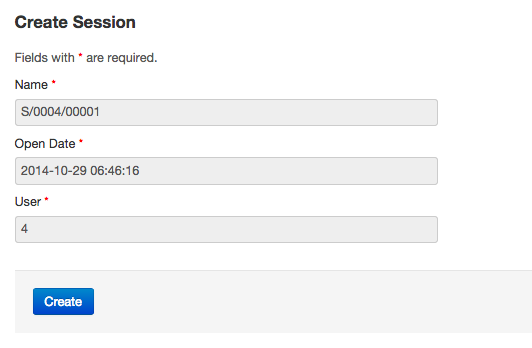 Create Session
Fields with * are required.
Name *
S/0004/00001
Open Date *
2014-10-29 06:46:16
User *
4
Create